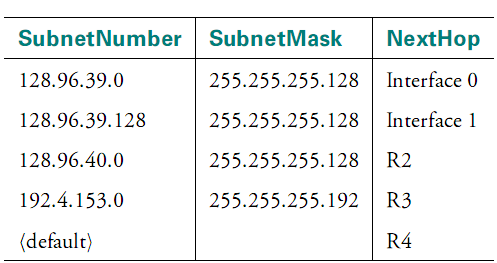 SubnetNumber SubnetMask NextHop
128.96.39.0 255.255.255.128 Interface 0
128.96.39.128 255.255.255.128 Interface 1
128.96.40.0 255.255.255.128 R2
192.4.153.0 255.255.255.192 R3
⟨default⟩ R4